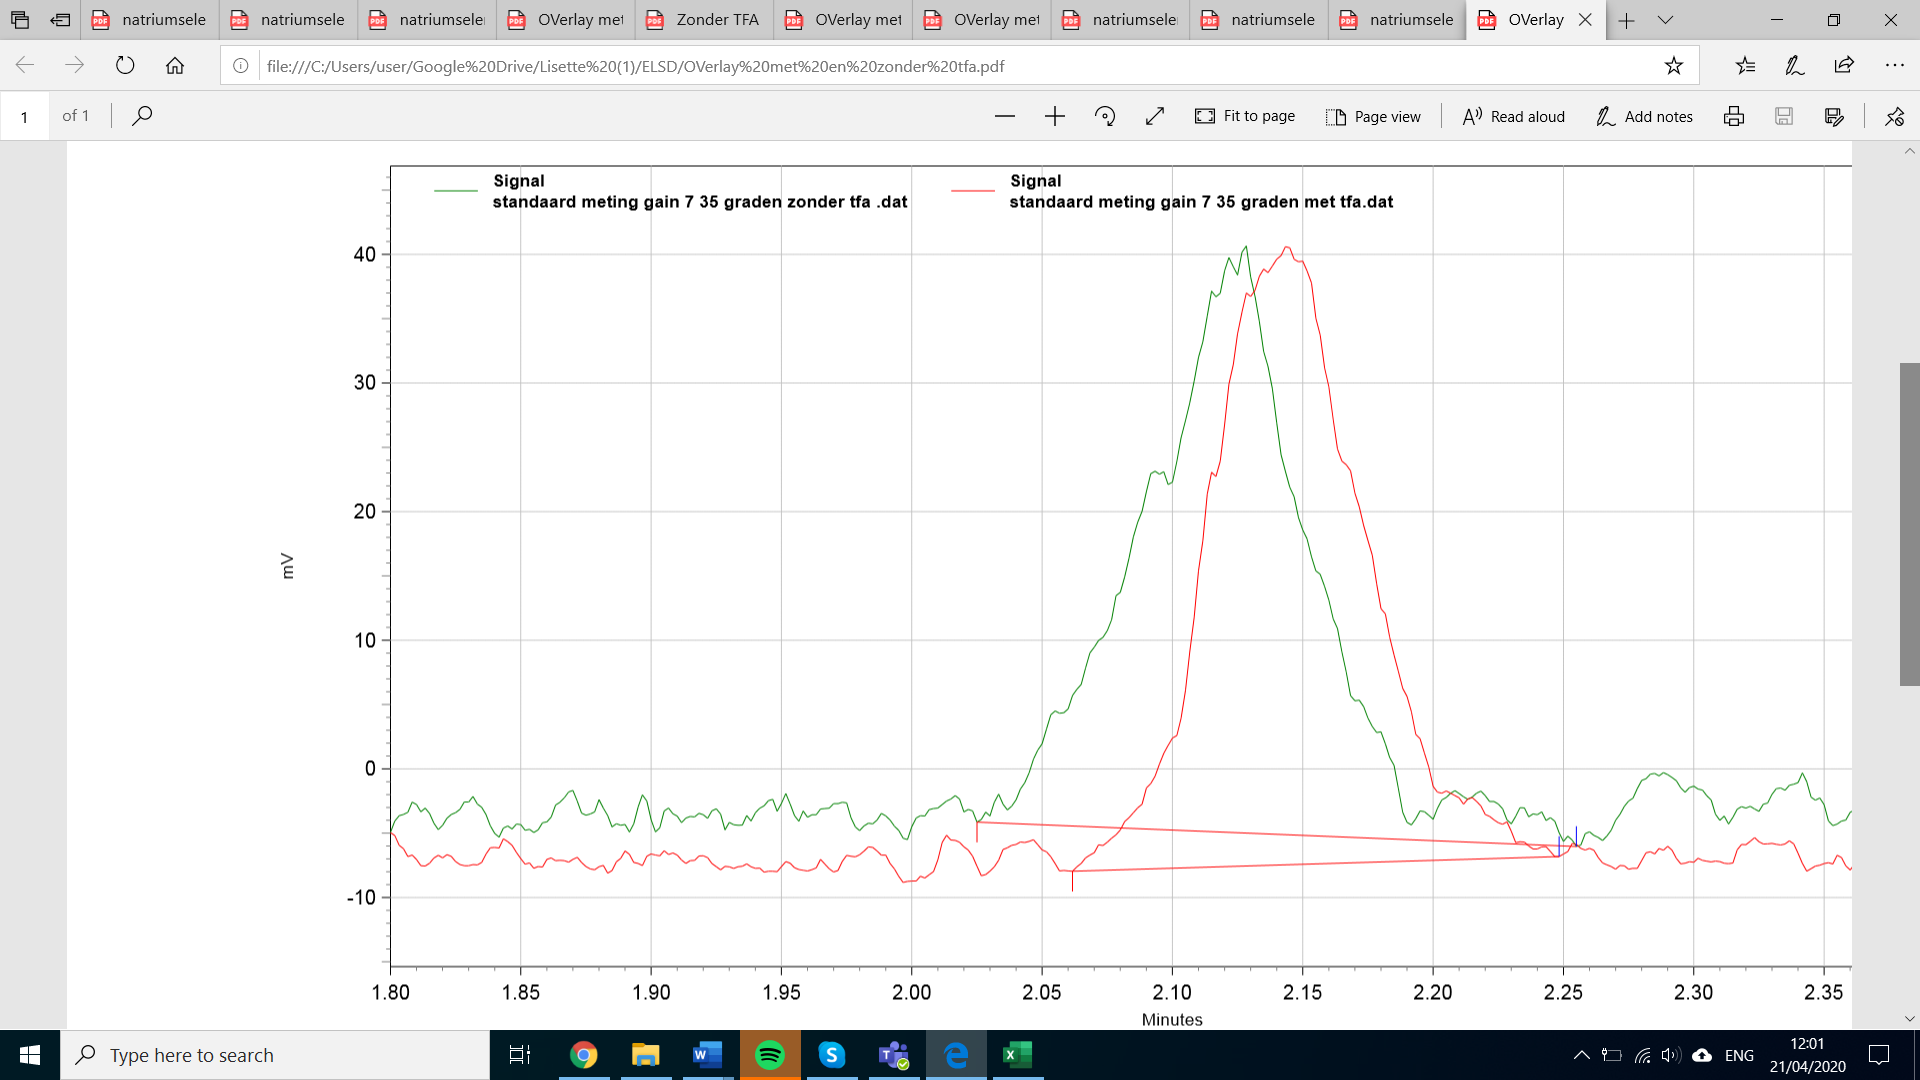 natriumsele
natriumsele
natriumsele
OVerlay met
Zonder TFA
OVerlay met
OVerlay met
natriumsele
natriumsele
natriumsele
OVerlay
file:///C:/Users/user/Google%20Drive/Lisette%20(1)/ELSD/OVerlay%20met%20en%20zonder%20tfa.pdf
1
of 1
Fit to page
Page view
Read aloud
Add notes
Signal
standaard meting gain 7 35 graden zonder tfa .dat
Signal
standaard meting gain 7 35 graden met tfa.dat
40
30
20
10
0
-10
mV
1.80
1.85
1.90
1.95
2.00
2.05
2.10
2.15
2.20
2.25
2.30
2.35
Minutes
Type here to search
ENG
12:01
21/04/2020